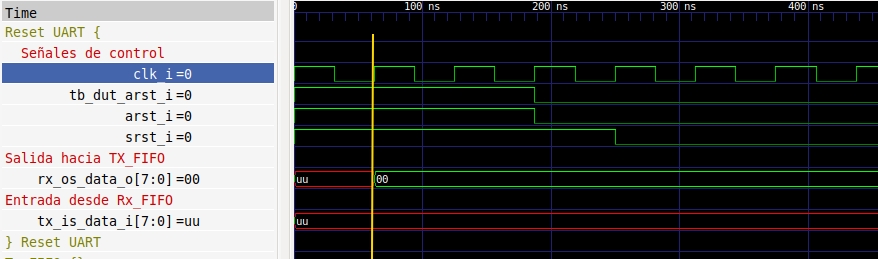 Time
100 ns 200 ns 300 ns 400 ns
Reset UART {
Señales de control
clk_i=0
tb_dut_arst_i=0
arst_i=0
srst_i=0
Salida hacia TX_FIFO
rx_os_data_o[7:0]=00 uu 00
Entrada desde Rx_FIFO
tx_is_data_i[7:0]=uu uu
} Reset UART